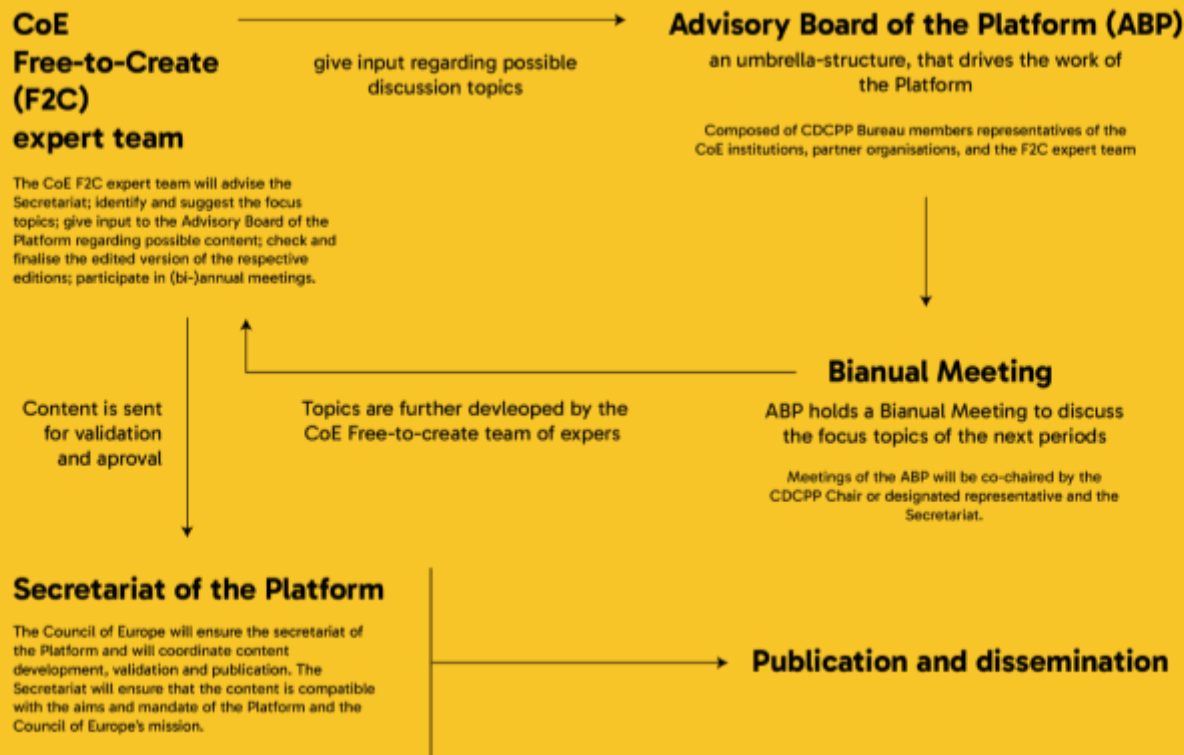 CoE
Free-to-Create
(F2C)
expert team
The CoE F2C expert team will advise the
Secretariat; identify and suggest the focus
topics; give input to the Advisory Board of the
Platform regarding possible content; check and
finalise the edited version of the respective
editions; participate in (bi-)annual meetings.
give input regarding possible
discussion topics
Advisory Board of the Platform (ABP)
an umbrella-structure, that drives the work of
the Platform
Composed of CDCPP Bureau members representatives of the
CoE institutions, partner organisations, and the F2C expert team
Bianual Meeting
ABP holds a Bianual Meeting to discuss
the focus topics of the next periods
Meetings of the ABP will be co-chaired by the
CDCPP Chair or designated representative and the
Secretariat.
Topics are further devleoped by the
CoE Free-to-create team of expers
Content is sent
for validation
and aproval
Secretariat of the Platform
The Council of Europe will ensure the secretariat of
the Platform and will coordinate content
development, validation and publication. The
Secretariat will ensure that the content is compatible
with the aims and mandate of the Platform and the
Council of Europe's mission.
Publication and dissemination